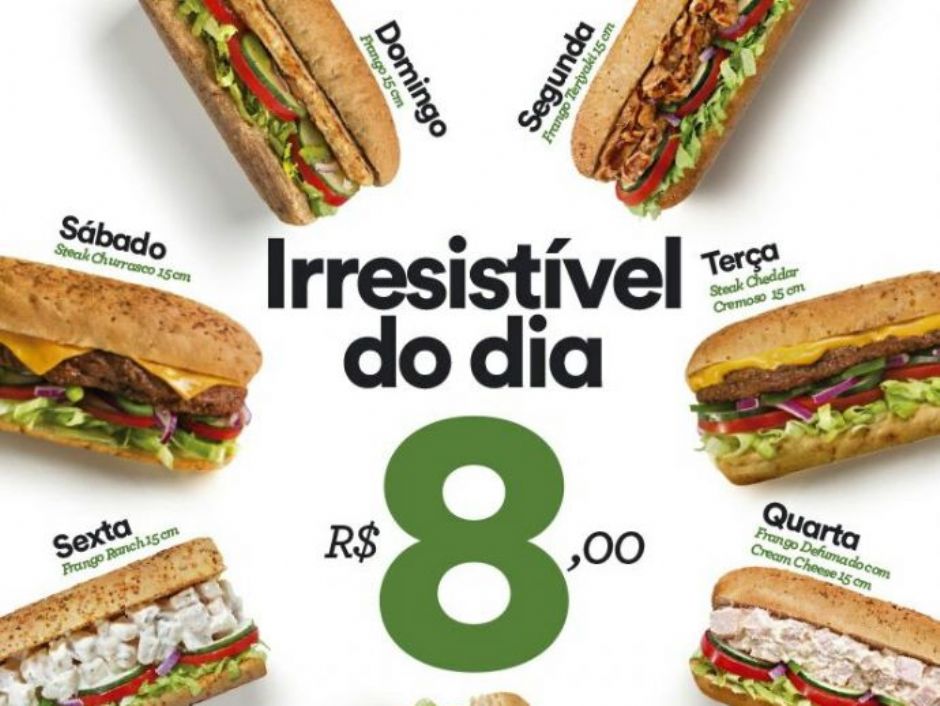 Domingo
Frango 15 cm
Segunda
Frango Teriyaki 15 cm
Sábado
Steak Churrasco 15 cm
Irresistível
do dia
Terça
Steak Cheddar
Cremoso 15 cm
R$ 8,00
Sexta
Frango Ranch 15 cm
Quarta
Frango Defumado com
Cream Cheese 15 cm